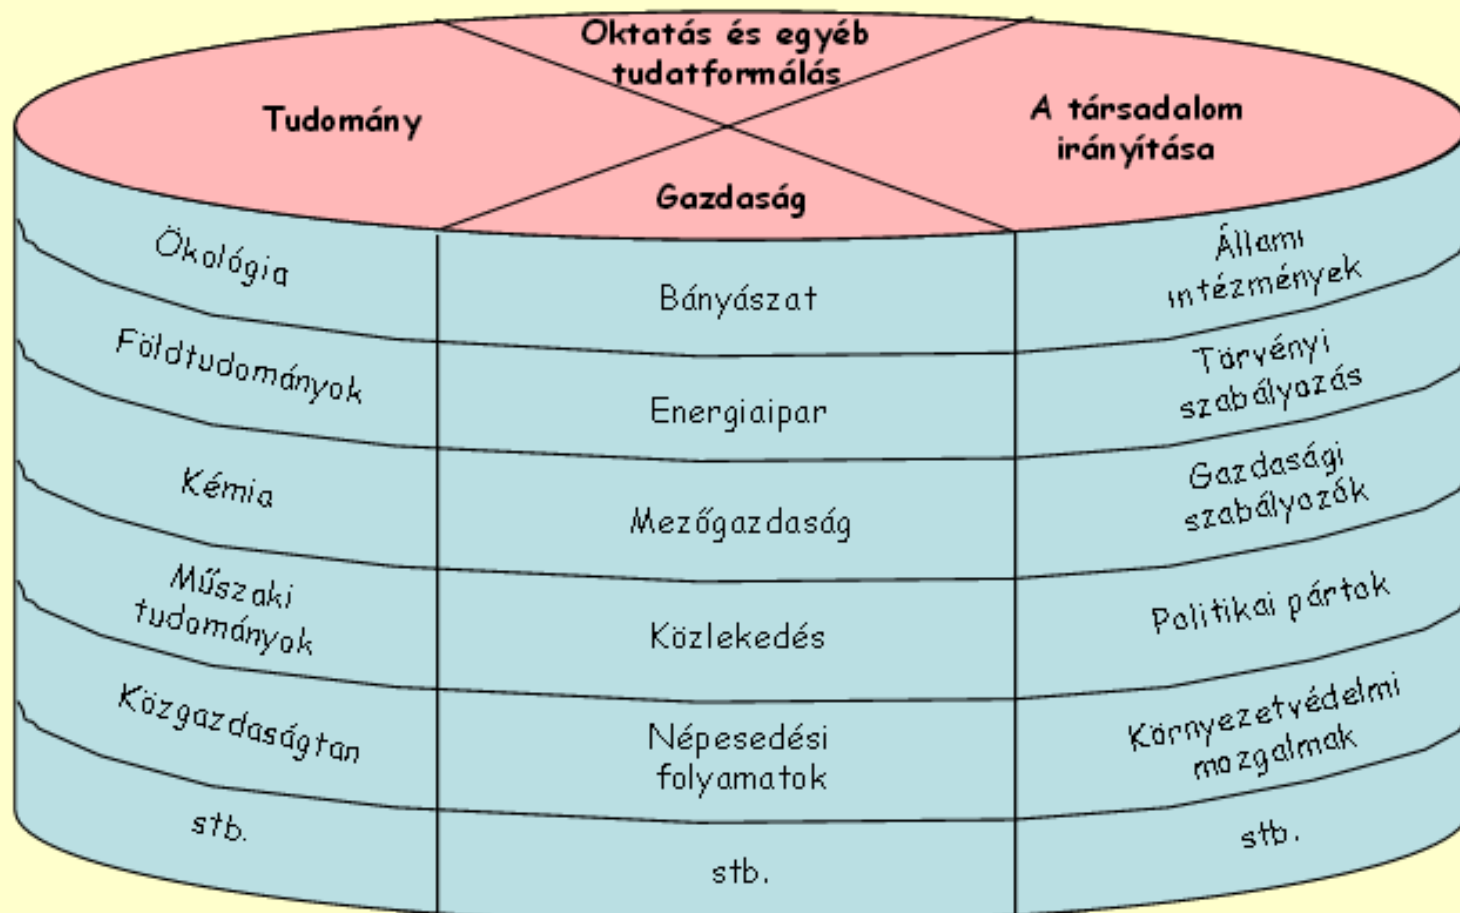 Oktatás és egyéb
tudatformálás
Tudomány
A társadalom
irányítása
Gazdaság
Ökológia
Földtudományok
Kémia
Műszaki
tudományok
Közgazdaságtan
stb.
Bányászat
Energiaipar
Mezőgazdaság
Közlekedés
Népesedési
folyamatok
stb.
Állami
intézmények
Törvényi
szabályozás
Gazdasági
szabályozók
Politikai pártok
Környezetvédelmi
mozgalmak
stb.